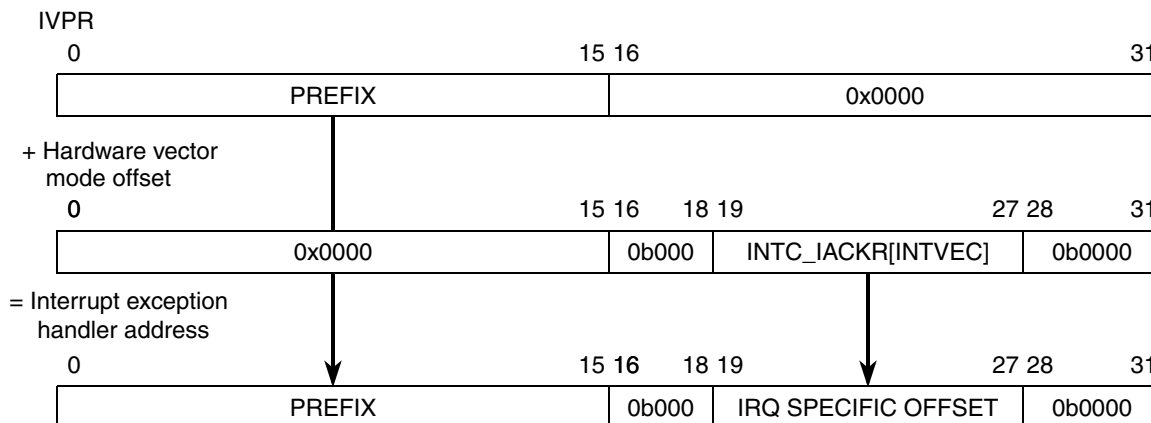 IVPR
0 15 16 31
PREFIX 0x0000
+ Hardware vector
mode offset
0 15 16 18 19 27 28 31
0x0000 0b000 INTC_IACKR[INTVEC] 0b0000
= Interrupt exception
handler address
0 15 16 18 19 27 28 31
PREFIX 0b000 IRQ SPECIFIC OFFSET 0b0000